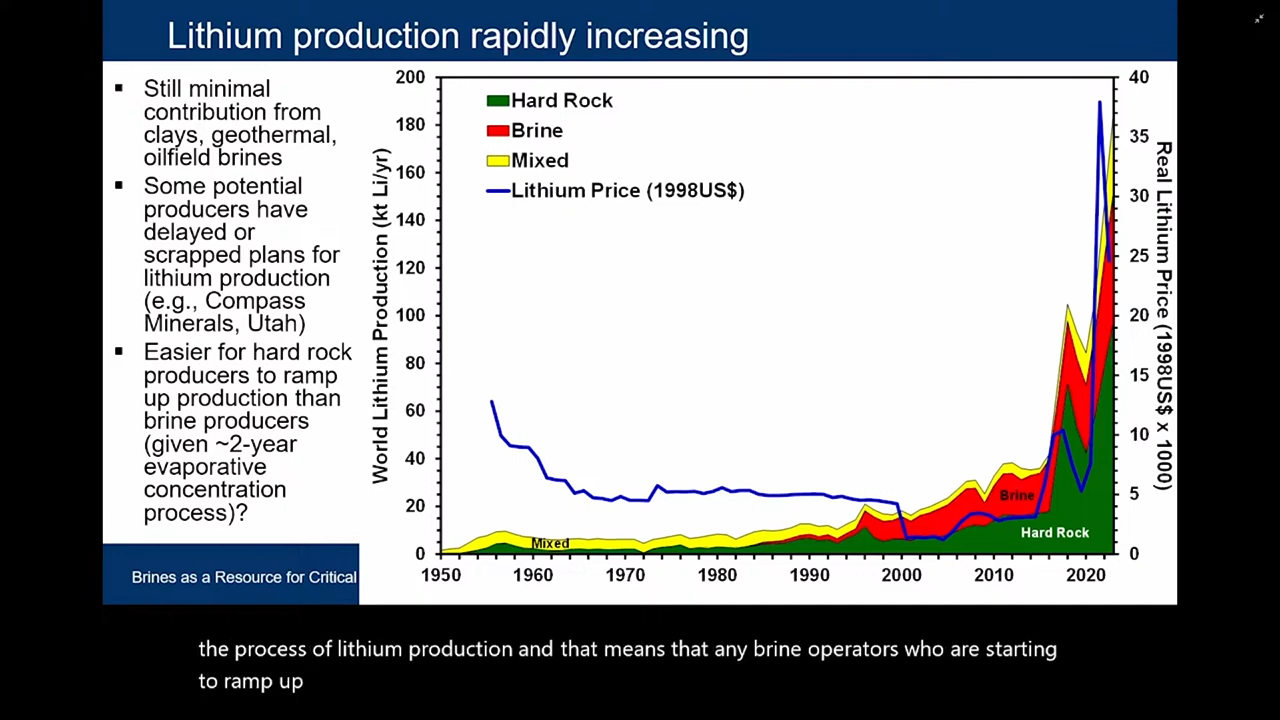 Lithium production rapidly increasing
▪ Still minimal
contribution from
clays, geothermal,
oilfield brines
▪ Some potential
producers have
delayed or
scrapped plans for
lithium production
(e.g., Compass
Minerals, Utah)
▪ Easier for hard rock
producers to ramp
up production than
brine producers
(given ~2-year
evaporative
concentration
process)?
Brines as a Resource for Critical
World Lithium Production (kt Li/yr)
200
180
160
140
120
100
80
60
40
20
0
Hard Rock
Brine
Mixed
Lithium Price (1998US$)
Mixed
Brine
Hard Rock
1950 1960 1970 1980 1990 2000 2010 2020
40
35
30
25
20
15
10
5
0
Real Lithium Price (1998US$ x 1000)
the process of lithium production and that means that any brine operators who are starting
to ramp up